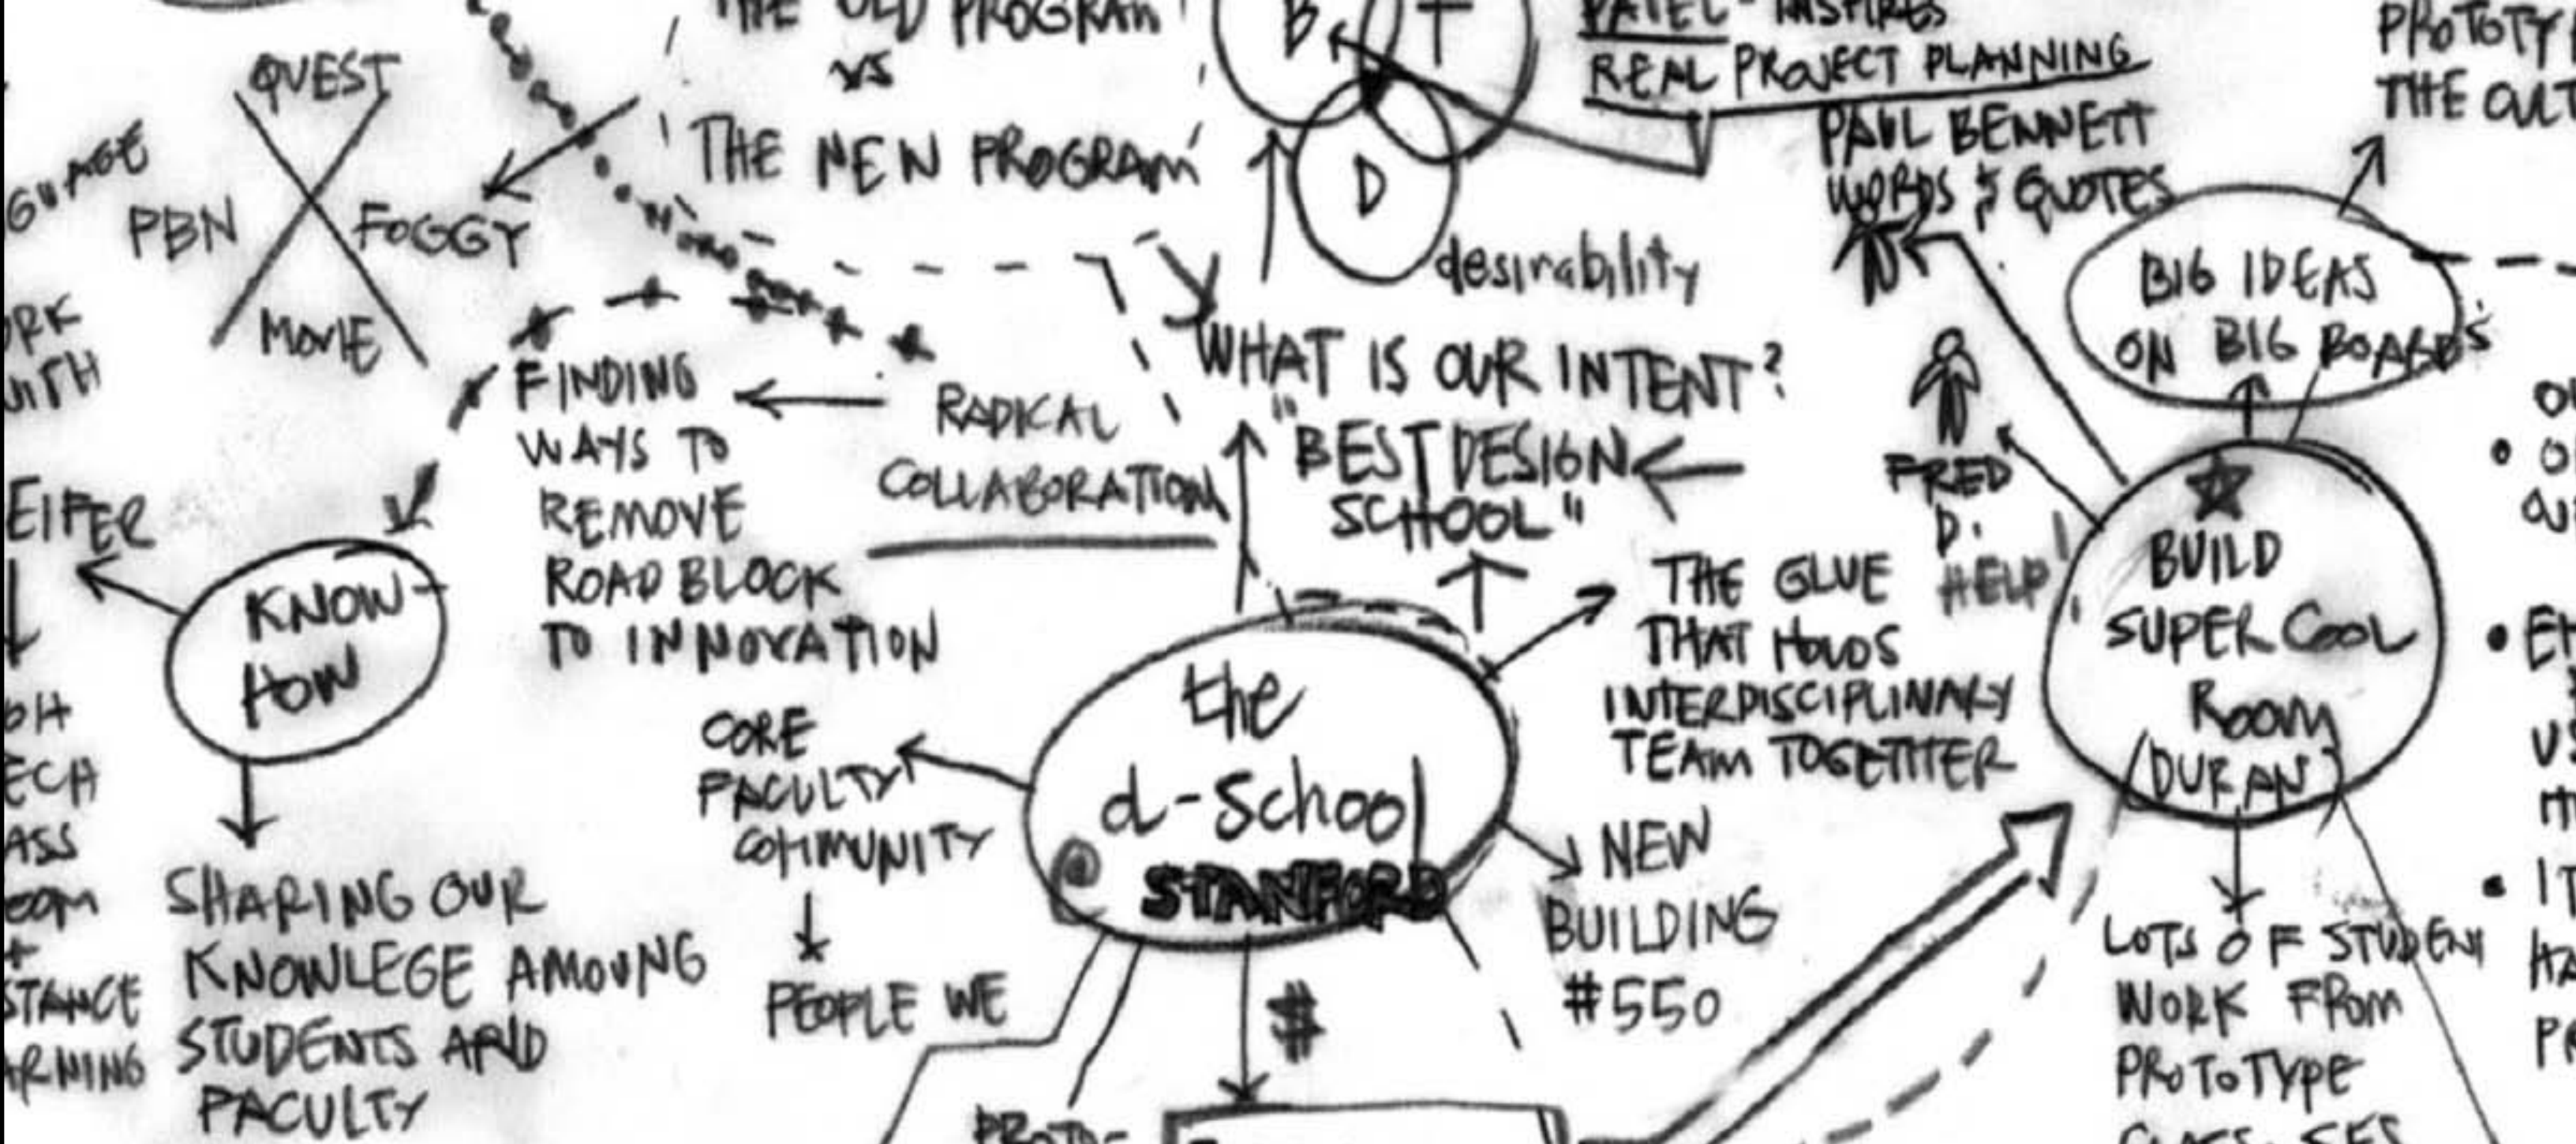 THE OLD PROGRAM
VS
THE NEW PROGRAM
QUEST
PBN
FOGGY
MOVIE
B
T
D
desirability
PATEL - INSPIRES
REAL PROJECT PLANNING
PAUL BENNETT
WORDS & QUOTES
BIG IDEAS
ON BIG BOARDS
THE
WHAT IS OUR INTENT?
"BEST DESIGN
SCHOOL"
FINDING
WAYS TO
REMOVE
ROAD BLOCK
TO INNOVATION
RADICAL
COLLABORATION
FRED
D.
HELP
BUILD
SUPER COOL
ROOM
(DURAN)
KNOW-
HOW
SHARING OUR
KNOWLEGE AMOUNG
STUDENTS AND
FACULTY
CORE
FACULTY
COMMUNITY
PEOPLE WE
the
d-school
STANFORD
$
THE GLUE
THAT HOLDS
INTERDISCIPLINARY
TEAM TOGETHER
NEW
BUILDING
#550
LOTS OF STUDENT
WORK FROM
PROTOTYPE
PROTO-